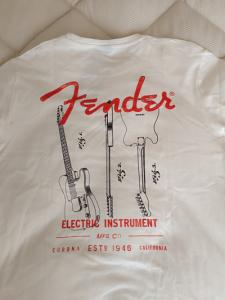 Fender®
ELECTRIC INSTRUMENT
MFG CO
CORONA ESTD 1946 CALIFORNIA